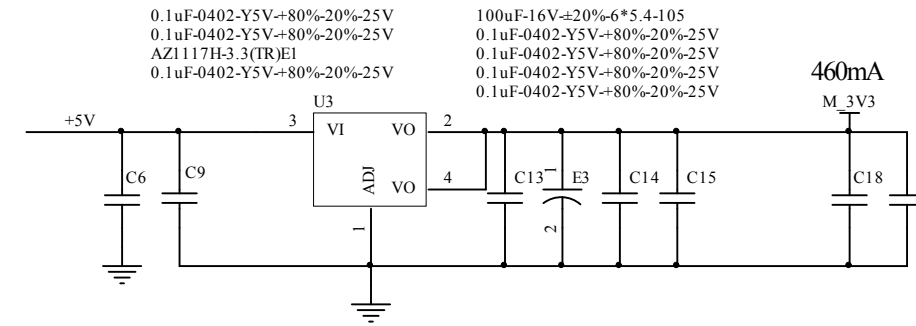 0.1uF-0402-Y5V-+80%-20%-25V
0.1uF-0402-Y5V-+80%-20%-25V
AZ1117H-3.3(TR)E1
0.1uF-0402-Y5V-+80%-20%-25V
100uF-16V-±20%-6*5.4-105
0.1uF-0402-Y5V-+80%-20%-25V
0.1uF-0402-Y5V-+80%-20%-25V
0.1uF-0402-Y5V-+80%-20%-25V
0.1uF-0402-Y5V-+80%-20%-25V
460mA
M_3V3
U3
+5V
3
VI
VO
2
C6
C9
ADJ
VO
4
C13
1
E3
C14
C15
C18
1
2